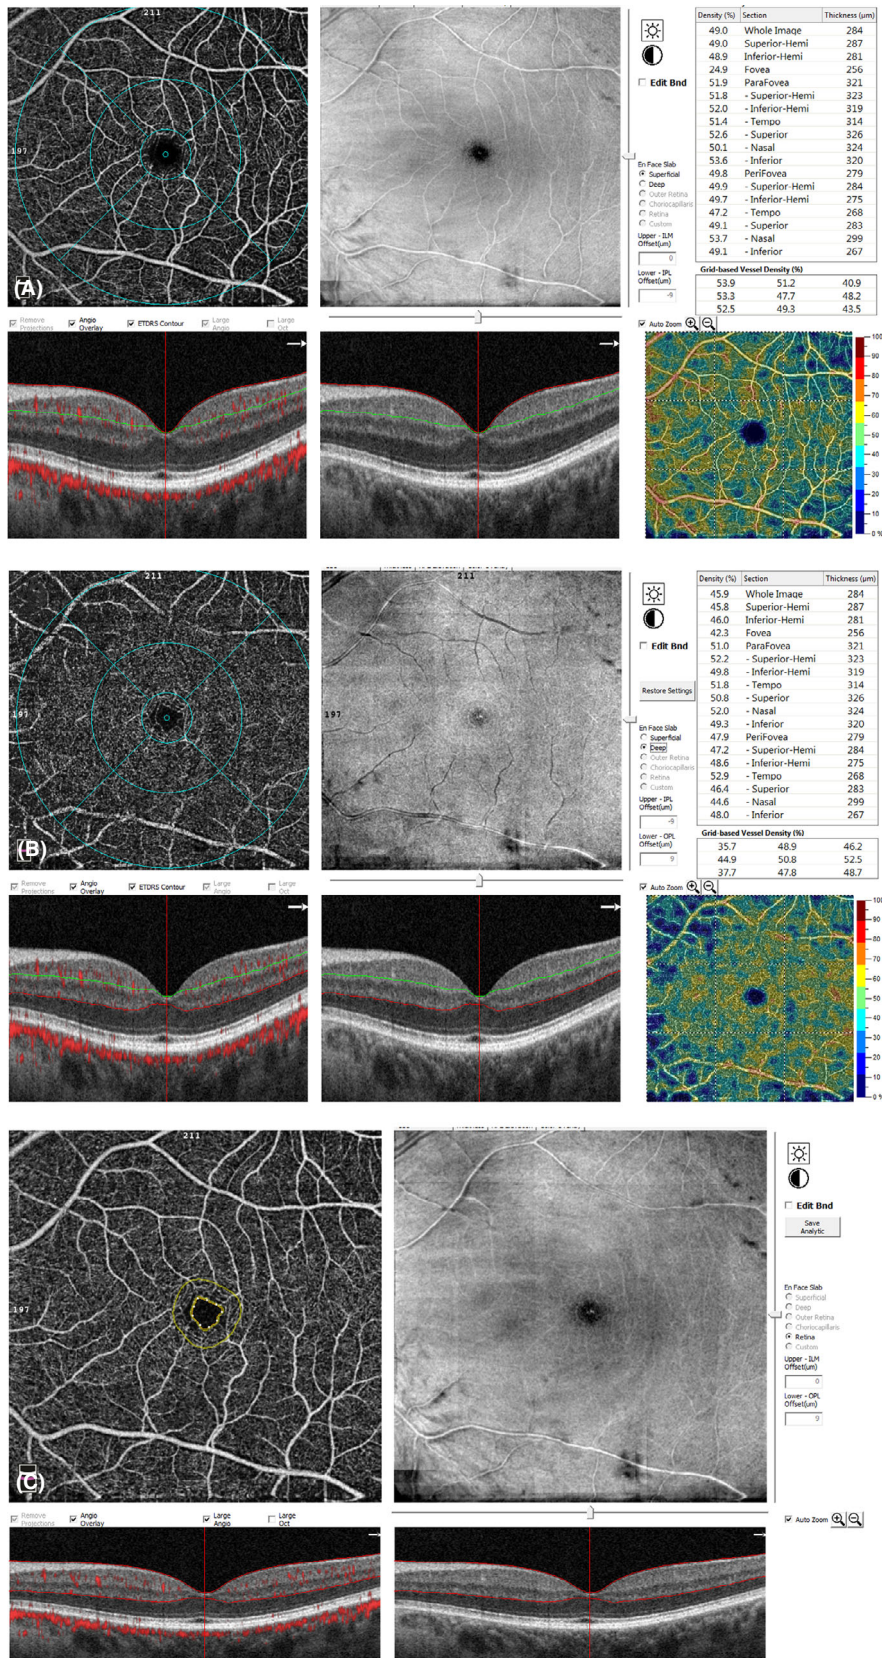 211
197
(A)
Edit Bnd
En Face Slab
Superficial
Deep
Outer Retina
Choriocapillaris
Retina
Custom
Upper - ILM
Offset(um)
0
Lower - IPL
Offset(um)
-9
Density (%) Section Thickness (µm)
49.0 Whole Image 284
49.0 Superior-Hemi 287
48.9 Inferior-Hemi 281
24.9 Fovea 256
51.9 ParaFovea 321
51.8 - Superior-Hemi 323
52.0 - Inferior-Hemi 319
51.4 - Tempo 314
52.6 - Superior 326
50.1 - Nasal 324
53.6 - Inferior 320
49.8 PeriFovea 279
49.9 - Superior-Hemi 284
49.7 - Inferior-Hemi 275
47.2 - Tempo 268
49.1 - Superior 283
53.7 - Nasal 299
49.1 - Inferior 267
Grid-based Vessel Density (%)
53.9 51.2 40.9
53.3 47.7 48.2
52.5 49.3 43.5
Remove Projections
Angio Overlay
ETDRS Contour
Large Angio
Large Oct
Auto Zoom
100
90
80
70
60
50
40
30
20
10
0 %
211
197
(B)
211
197
Edit Bnd
Restore Settings
En Face Slab
Superficial
Deep
Outer Retina
Choriocapillaris
Retina
Custom
Upper - IPL
Offset(um)
-9
Lower - OPL
Offset(um)
9
Density (%) Section Thickness (µm)
45.9 Whole Image 284
45.8 Superior-Hemi 287
46.0 Inferior-Hemi 281
42.3 Fovea 256
51.0 ParaFovea 321
52.2 - Superior-Hemi 323
49.8 - Inferior-Hemi 319
51.8 - Tempo 314
50.8 - Superior 326
52.0 - Nasal 324
49.3 - Inferior 320
47.9 PeriFovea 279
47.2 - Superior-Hemi 284
48.6 - Inferior-Hemi 275
52.9 - Tempo 268
46.4 - Superior 283
44.6 - Nasal 299
48.0 - Inferior 267
Grid-based Vessel Density (%)
35.7 48.9 46.2
44.9 50.8 52.5
37.7 47.8 48.7
Remove Projections
Angio Overlay
ETDRS Contour
Large Angio
Large Oct
Auto Zoom
100
90
80
70
60
50
40
30
20
10
0 %
211
197
(C)
Edit Bnd
Save
Analytic
En Face Slab
Superficial
Deep
Outer Retina
Choriocapillaris
Retina
Custom
Upper - ILM
Offset(um)
0
Lower - OPL
Offset(um)
9
Remove Projections
Angio Overlay
Large Angio
Large Oct
Auto Zoom